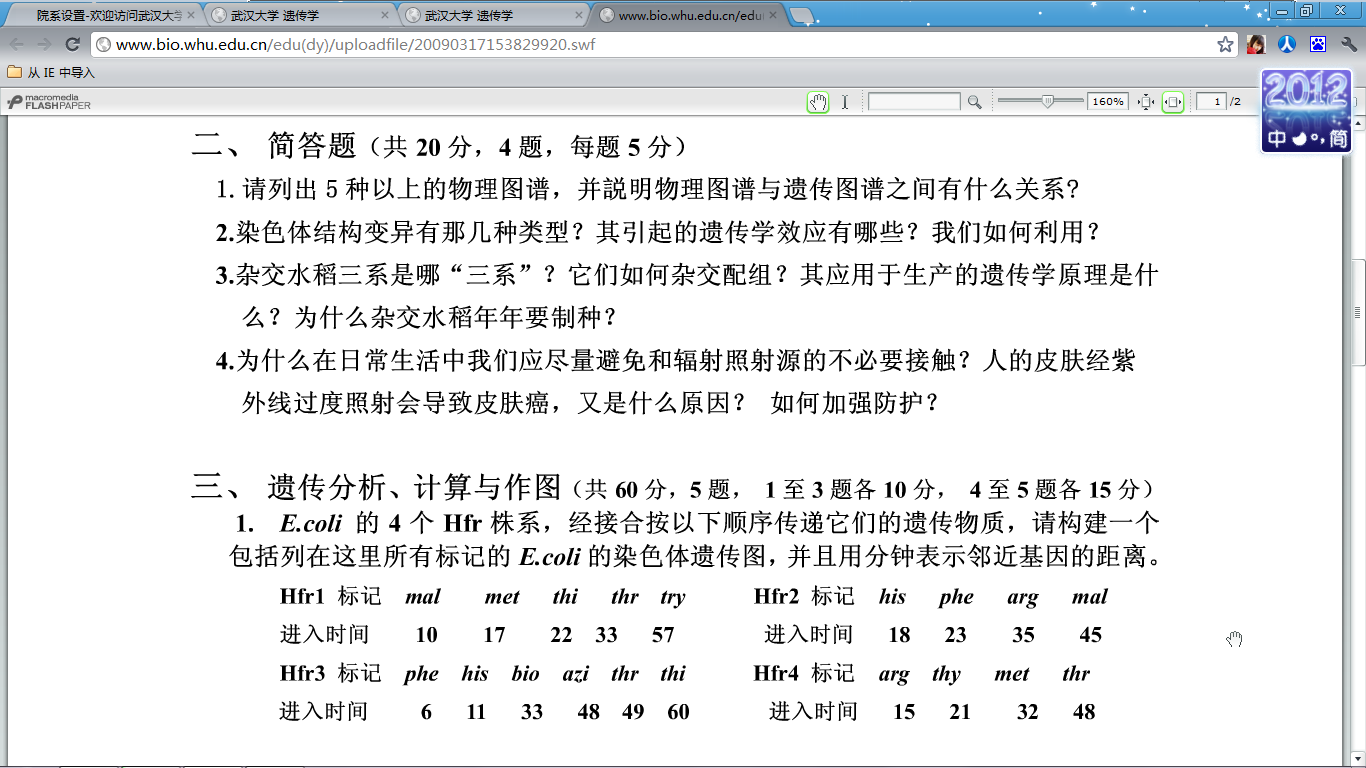 院系设置-欢迎访问武汉大学
武汉大学 遗传学
武汉大学 遗传学
www.bio.whu.edu.cn/edu
www.bio.whu.edu.cn/edu(dy)/uploadfile/20090317153829920.swf
从 IE 中导入
macromedia
FLASHPAPER
160%
1 /2
2012
中 简
二、 简答题（共 20 分，4 题，每题 5 分）
1. 请列出 5 种以上的物理图谱，并説明物理图谱与遗传图谱之间有什么关系?
2.染色体结构变异有那几种类型？其引起的遗传学效应有哪些？我们如何利用？
3.杂交水稻三系是哪“三系”？它们如何杂交配组？其应用于生产的遗传学原理是什
么？为什么杂交水稻年年要制种？
4.为什么在日常生活中我们应尽量避免和辐射照射源的不必要接触？人的皮肤经紫
外线过度照射会导致皮肤癌，又是什么原因？ 如何加强防护？
三、 遗传分析、计算与作图（共 60 分，5 题， 1 至 3 题各 10 分， 4 至 5 题各 15 分）
1. E.coli 的 4 个 Hfr 株系，经接合按以下顺序传递它们的遗传物质，请构建一个
包括列在这里所有标记的 E.coli 的染色体遗传图，并且用分钟表示邻近基因的距离。
Hfr1 标记 mal met thi thr try Hfr2 标记 his phe arg mal
进入时间 10 17 22 33 57 进入时间 18 23 35 45
Hfr3 标记 phe his bio azi thr thi Hfr4 标记 arg thy met thr
进入时间 6 11 33 48 49 60 进入时间 15 21 32 48